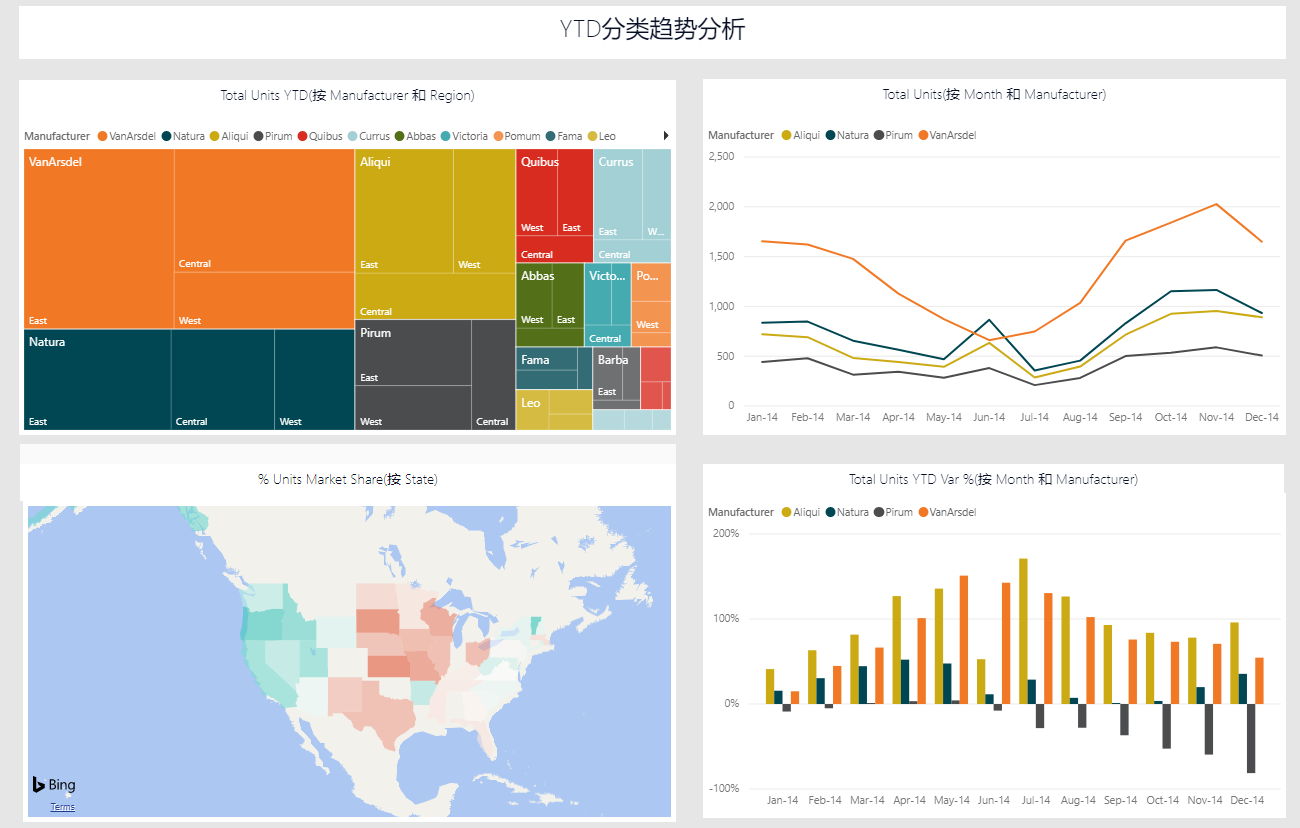 YTD分类趋势分析
Total Units YTD(按 Manufacturer 和 Region)
Manufacturer VanArsdel Natura Aliqui Pirum Quibus Currus Abbas Victoria Pomum Fama Leo
VanArsdel
East
Central
West
Natura
East
Central
West
Aliqui
East
West
Central
Pirum
East
West
Central
Quibus
West
East
Central
Currus
East
W...
Central
Abbas
West
East
Victo...
Central
Po...
West
Fama
Barba
East
Leo
Total Units(按 Month 和 Manufacturer)
Manufacturer Aliqui Natura Pirum VanArsdel
2,500
2,000
1,500
1,000
500
0
Jan-14 Feb-14 Mar-14 Apr-14 May-14 Jun-14 Jul-14 Aug-14 Sep-14 Oct-14 Nov-14 Dec-14
% Units Market Share(按 State)
Bing
Terms
Total Units YTD Var %(按 Month 和 Manufacturer)
Manufacturer Aliqui Natura Pirum VanArsdel
200%
100%
0%
-100%
Jan-14 Feb-14 Mar-14 Apr-14 May-14 Jun-14 Jul-14 Aug-14 Sep-14 Oct-14 Nov-14 Dec-14